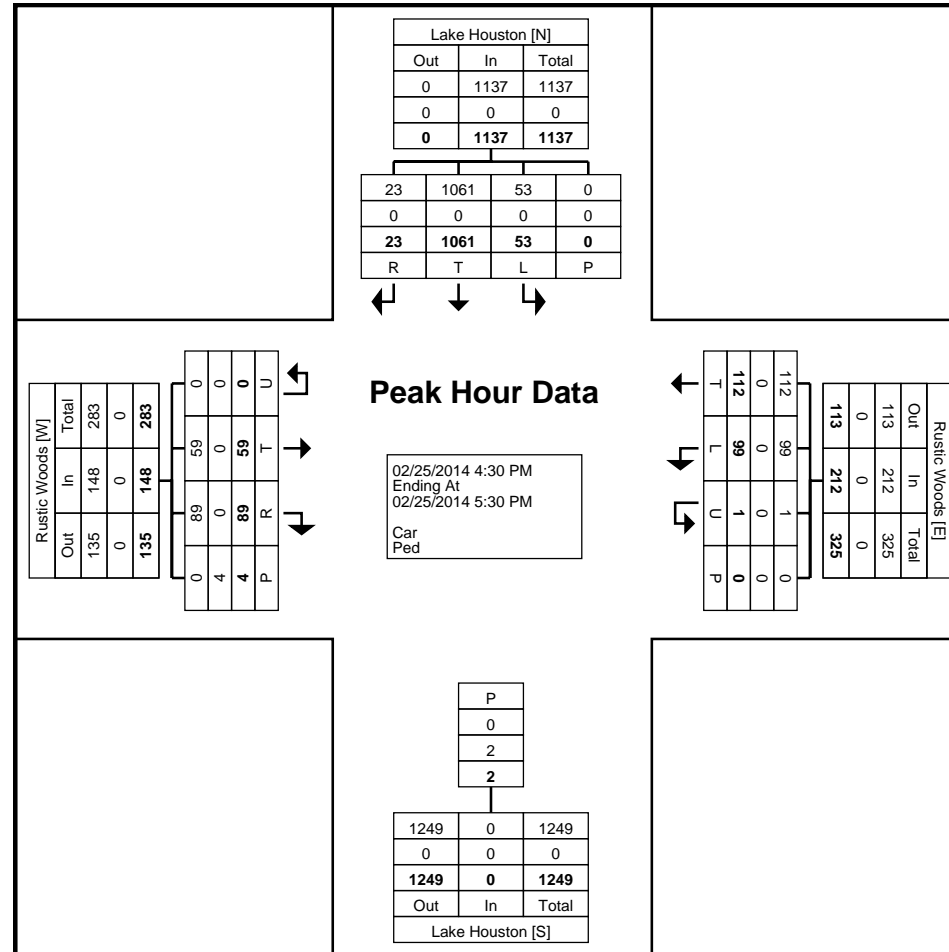 Lake Houston [N]
Out In Total
0 1137 1137
0 0 0
0 1137 1137
23 1061 53 0
0 0 0 0
23 1061 53 0
R T L P
Peak Hour Data
02/25/2014 4:30 PM
Ending At
02/25/2014 5:30 PM
Car
Ped
Rustic Woods [W]
Out In Total
135 148 283
0 0 0
135 148 283
0 89 59 0
4 0 0 0
4 89 59 0
P R T U
Rustic Woods [E]
Out In Total
113 212 325
0 0 0
113 212 325
112 99 1 0
0 0 0 0
112 99 1 0
T L U P
P
0
2
2
1249 0 1249
0 0 0
1249 0 1249
Out In Total
Lake Houston [S]